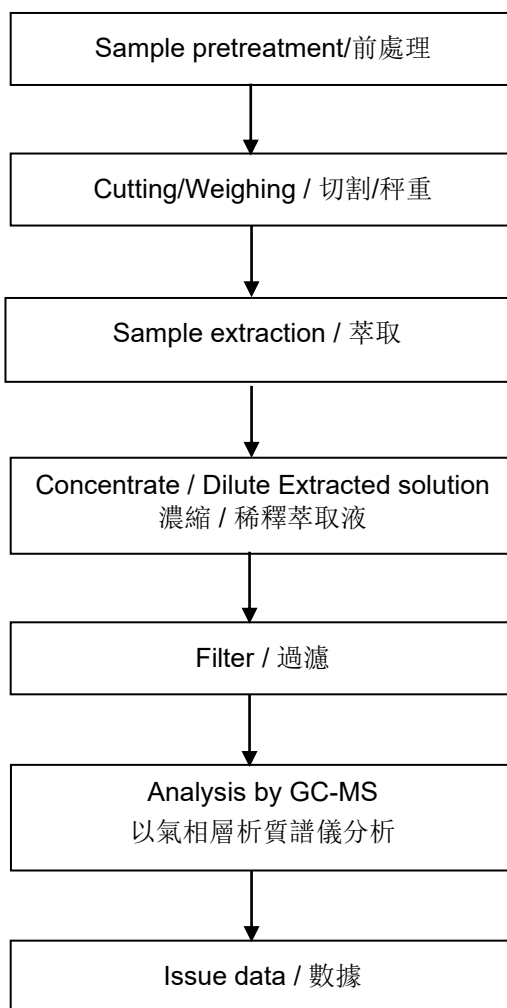 Sample pretreatment/前處理
Cutting/Weighing / 切割/秤重
Sample extraction / 萃取
Concentrate / Dilute Extracted solution
濃縮 / 稀釋萃取液
Filter / 過濾
Analysis by GC-MS
以氣相層析質譜儀分析
Issue data / 數據